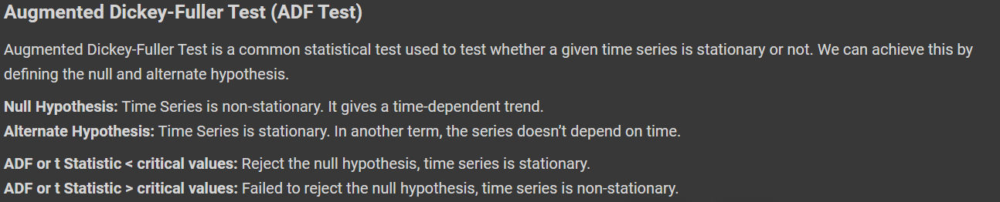 Augmented Dickey-Fuller Test (ADF Test)
Augmented Dickey-Fuller Test is a common statistical test used to test whether a given time series is stationary or not. We can achieve this by
defining the null and alternate hypothesis.
Null Hypothesis: Time Series is non-stationary. It gives a time-dependent trend.
Alternate Hypothesis: Time Series is stationary. In another term, the series doesn’t depend on time.
ADF or t Statistic < critical values: Reject the null hypothesis, time series is stationary.
ADF or t Statistic > critical values: Failed to reject the null hypothesis, time series is non-stationary.